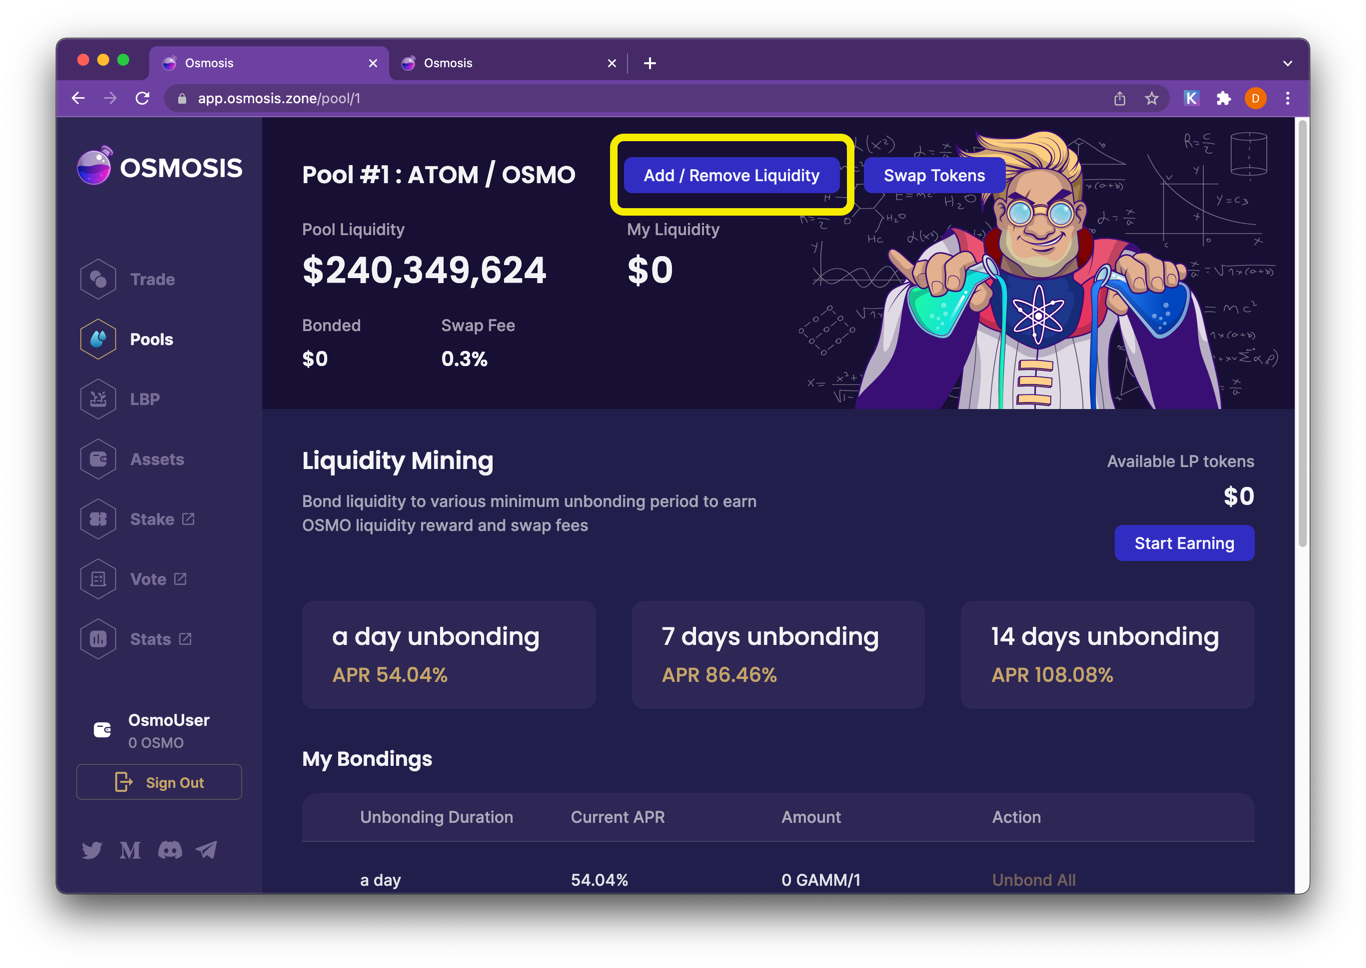 Osmosis
Osmosis
app.osmosis.zone/pool/1
K
D
OSMOSIS
Trade
Pools
LBP
Assets
Stake
Vote
Stats
OsmoUser
0 OSMO
Sign Out
Pool #1 : ATOM / OSMO
Add / Remove Liquidity
Swap Tokens
Pool Liquidity
$240,349,624
My Liquidity
$0
Bonded
$0
Swap Fee
0.3%
Liquidity Mining
Bond liquidity to various minimum unbonding period to earn
OSMO liquidity reward and swap fees
Available LP tokens
$0
Start Earning
a day unbonding
APR 54.04%
7 days unbonding
APR 86.46%
14 days unbonding
APR 108.08%
My Bondings
Unbonding Duration Current APR Amount Action
a day 54.04% 0 GAMM/1 Unbond All